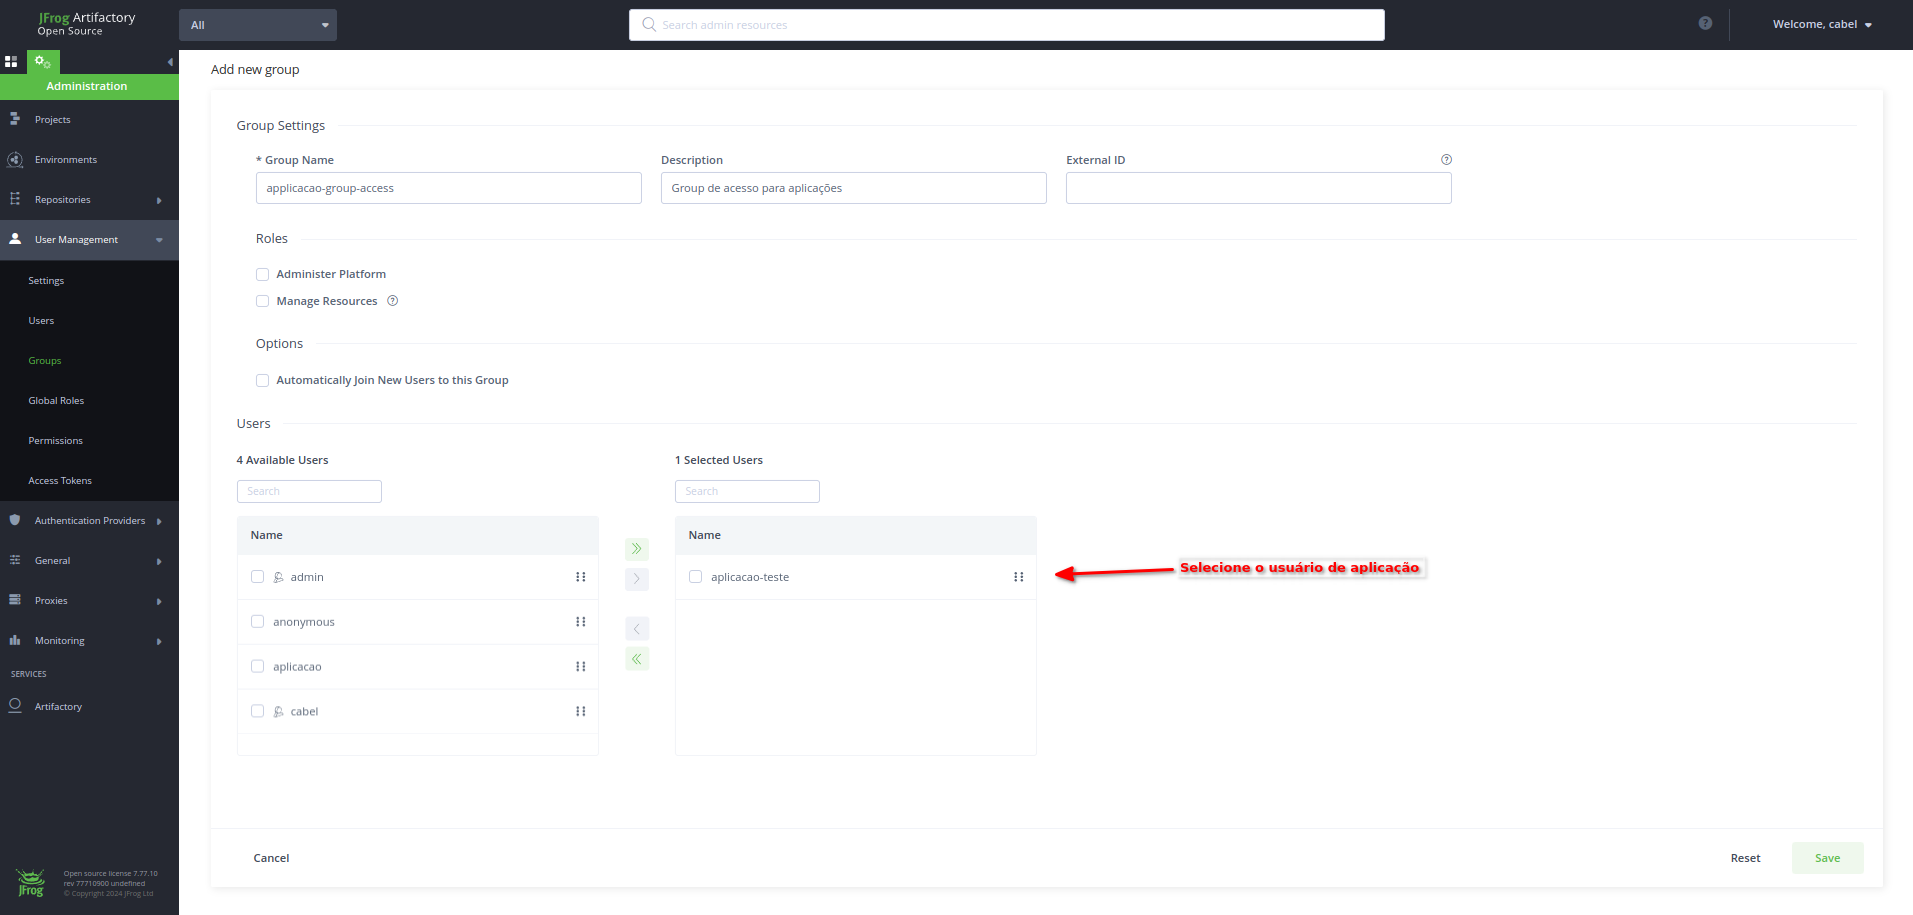 JFrog Artifactory
Open Source
All
Search admin resources
?
Welcome, cabel
Administration
Projects
Environments
Repositories
User Management
Settings
Users
Groups
Global Roles
Permissions
Access Tokens
Authentication Providers
General
Proxies
Monitoring
SERVICES
Artifactory
JFrog
Open source license 7.77.10
rev 77710900 undefined
© Copyright 2024 JFrog Ltd
Add new group
Group Settings
* Group Name
applicacao-group-access
Description
Group de acesso para aplicações
External ID
?
Roles
Administer Platform
Manage Resources ?
Options
Automatically Join New Users to this Group
Users
4 Available Users
Search
Name
admin
anonymous
aplicacao
cabel
1 Selected Users
Search
Name
aplicacao-teste
Selecione o usuário de aplicação
Cancel
Reset
Save